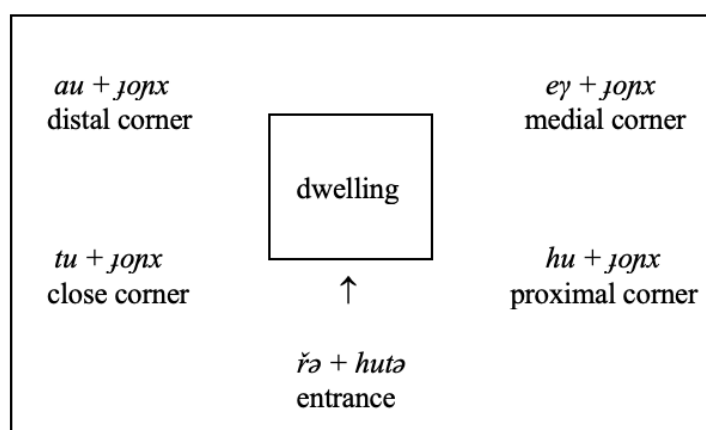 au + ɟoɲx
distal corner
eγ + ɟoɲx
medial corner
dwelling
tu + ɟoɲx
close corner
hu + ɟoɲx
proximal corner
↑
řə + hutə
entrance